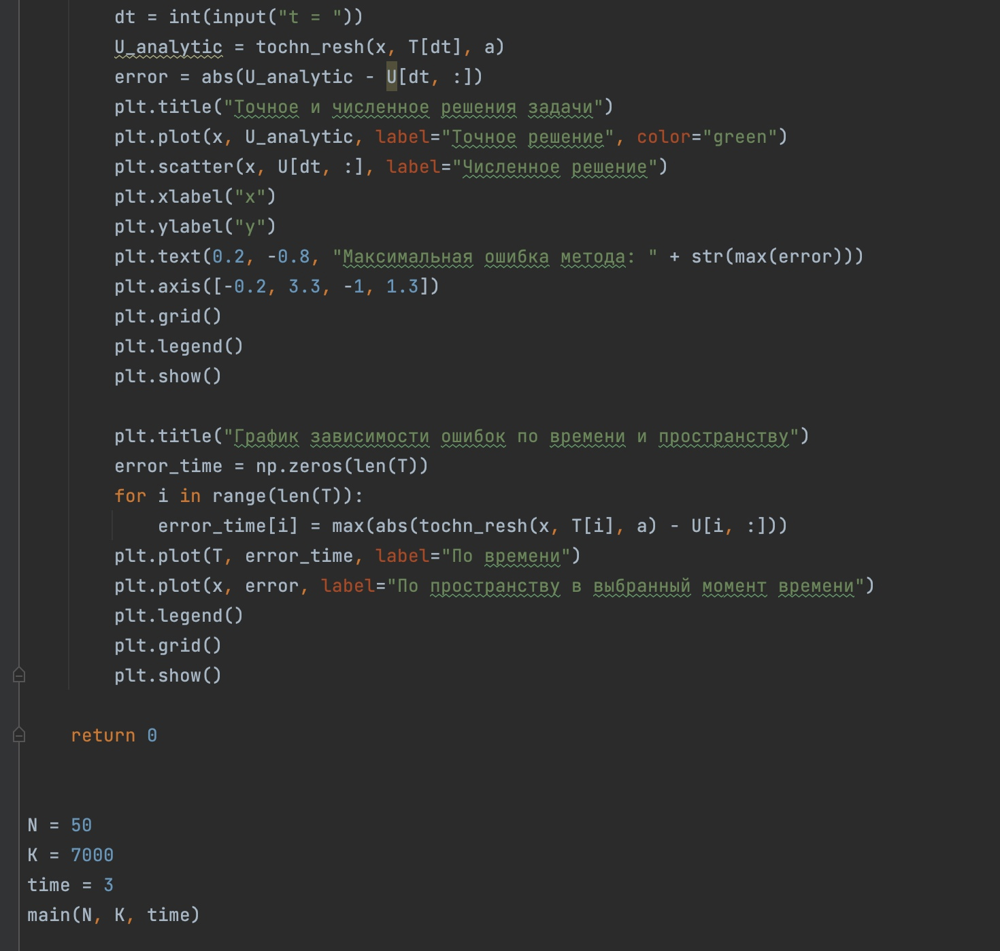 dt = int(input("t = "))
U_analytic = tochn_resh(x, T[dt], a)
error = abs(U_analytic - U[dt, :])
plt.title("Точное и численное решения задачи")
plt.plot(x, U_analytic, label="Точное решение", color="green")
plt.scatter(x, U[dt, :], label="Численное решение")
plt.xlabel("x")
plt.ylabel("y")
plt.text(0.2, -0.8, "Максимальная ошибка метода: " + str(max(error)))
plt.axis([-0.2, 3.3, -1, 1.3])
plt.grid()
plt.legend()
plt.show()
plt.title("График зависимости ошибок по времени и пространству")
error_time = np.zeros(len(T))
for i in range(len(T)):
error_time[i] = max(abs(tochn_resh(x, T[i], a) - U[i, :]))
plt.plot(T, error_time, label="По времени")
plt.plot(x, error, label="По пространству в выбранный момент времени")
plt.legend()
plt.grid()
plt.show()
return 0
N = 50
K = 7000
time = 3
main(N, K, time)